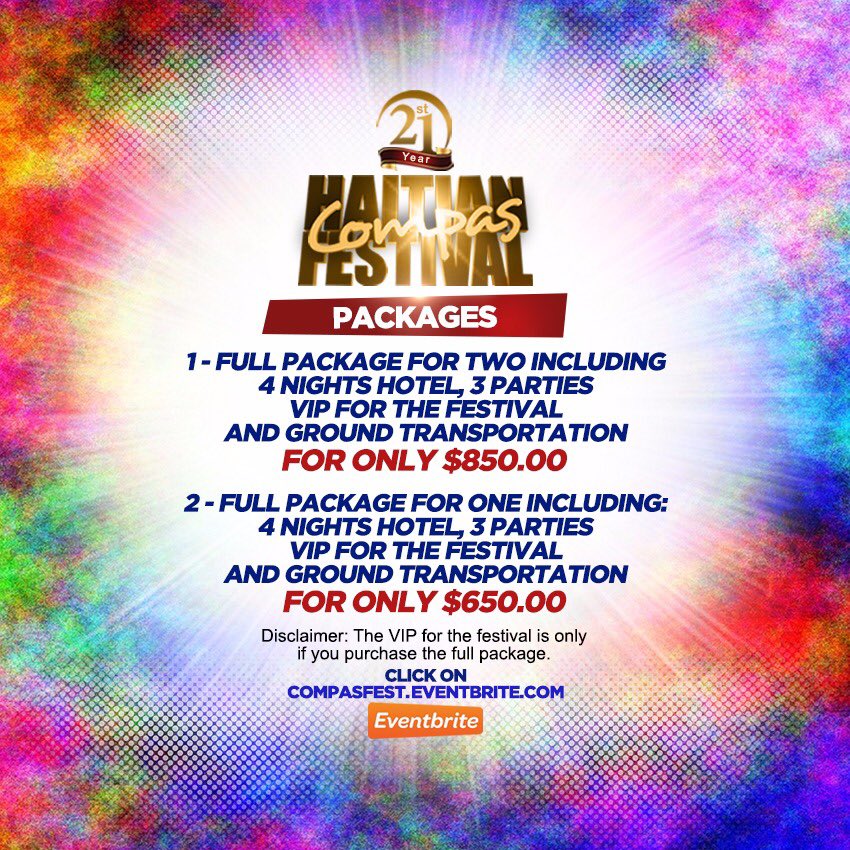 21st
Year
HAITIAN
Compas
FESTIVAL
PACKAGES
1 - FULL PACKAGE FOR TWO INCLUDING
4 NIGHTS HOTEL, 3 PARTIES
VIP FOR THE FESTIVAL
AND GROUND TRANSPORTATION
FOR ONLY $850.00
2 - FULL PACKAGE FOR ONE INCLUDING:
4 NIGHTS HOTEL, 3 PARTIES
VIP FOR THE FESTIVAL
AND GROUND TRANSPORTATION
FOR ONLY $650.00
Disclaimer: The VIP for the festival is only
if you purchase the full package.
CLICK ON
COMPASFEST.EVENTBRITE.COM
Eventbrite